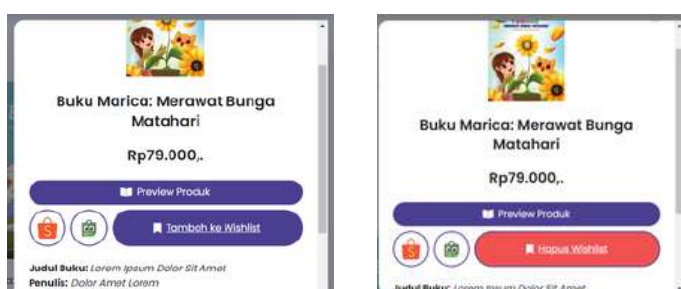 Buku Marica: Merawat Bunga
Matahari
Rp79.000,.
Preview Produk
Tambah ke Wishlist
Judul Buku: Lorem Ipsum Dolor Sit Amet
Penulis: Dolor Amet Lorem
Buku Marica: Merawat Bunga
Matahari
Rp79.000,.
Preview Produk
Hapus Wishlist
Judul Buku: Lorem Ipsum Dolor Sit Amet